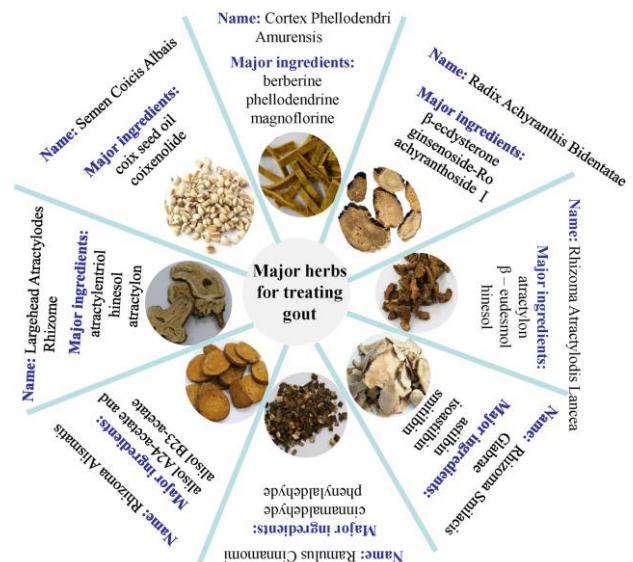 Name: Cortex Phellodendri
Amurensis
Major ingredients:
berberine
phellodendrine
magnoflorine
Name: Radix Achyranthis Bidentatae
Major ingredients:
β-ecdysterone
ginsenoside-Ro
achyranthoside I
Name: Rhizoma Atractylodis Lancea
Major ingredients:
atractylon
β – eudesmol
hinesol
Name: Rhizoma Smilacis
Glabrae
Major ingredients:
astilbin
isoastibin
smitilbin
Name: Ramulus Cinnamomi
Major ingredients:
cinnamaldehyde
phenylaldehyde
Name: Rhizoma Alismatis
Major ingredients:
alisol A24-acetate and
alisol B23-acetate
Name: Largehead Atractylodes
Rhizome
Major ingredients:
atractylentriol
hinesol
atractylon
Name: Semen Coicis Albais
Major ingredients:
coix seed oil
coixenolide
Major herbs
for treating
gout